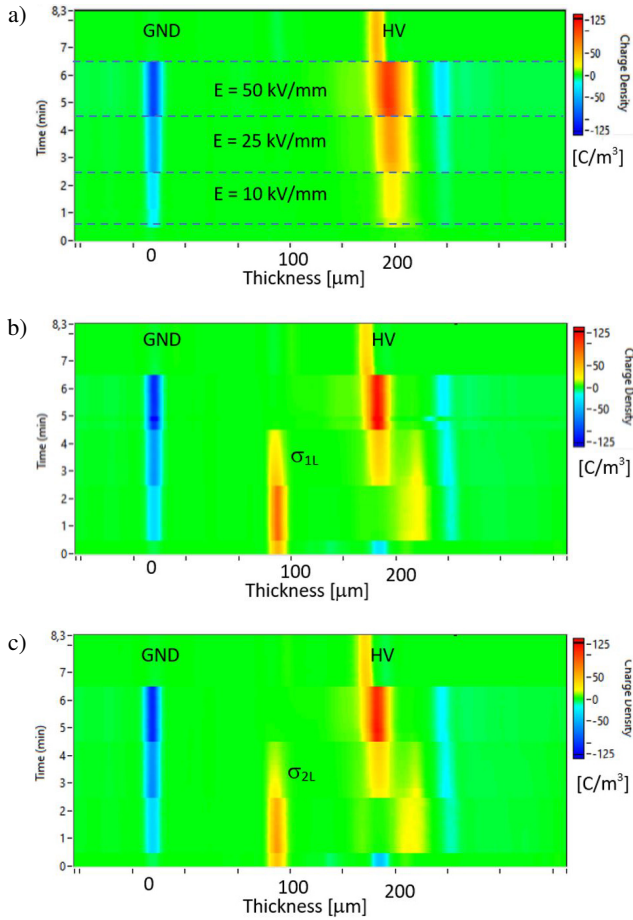 a)
8,3
7
6
5
4
3
2
1
0
Time (min)
GND
HV
E = 50 kV/mm
E = 25 kV/mm
E = 10 kV/mm
0
100
200
Thickness [μm]
125
50
0
-50
-125
Charge Density
[C/m³]
b)
8,3
7
6
5
4
3
2
1
0
Time (min)
GND
HV
σ1L
0
100
200
Thickness [μm]
125
50
0
-50
-125
Charge Density
[C/m³]
c)
8,3
7
6
5
4
3
2
1
0
Time (min)
GND
HV
σ2L
0
100
200
Thickness [μm]
125
50
0
-50
-125
Charge Density
[C/m³]